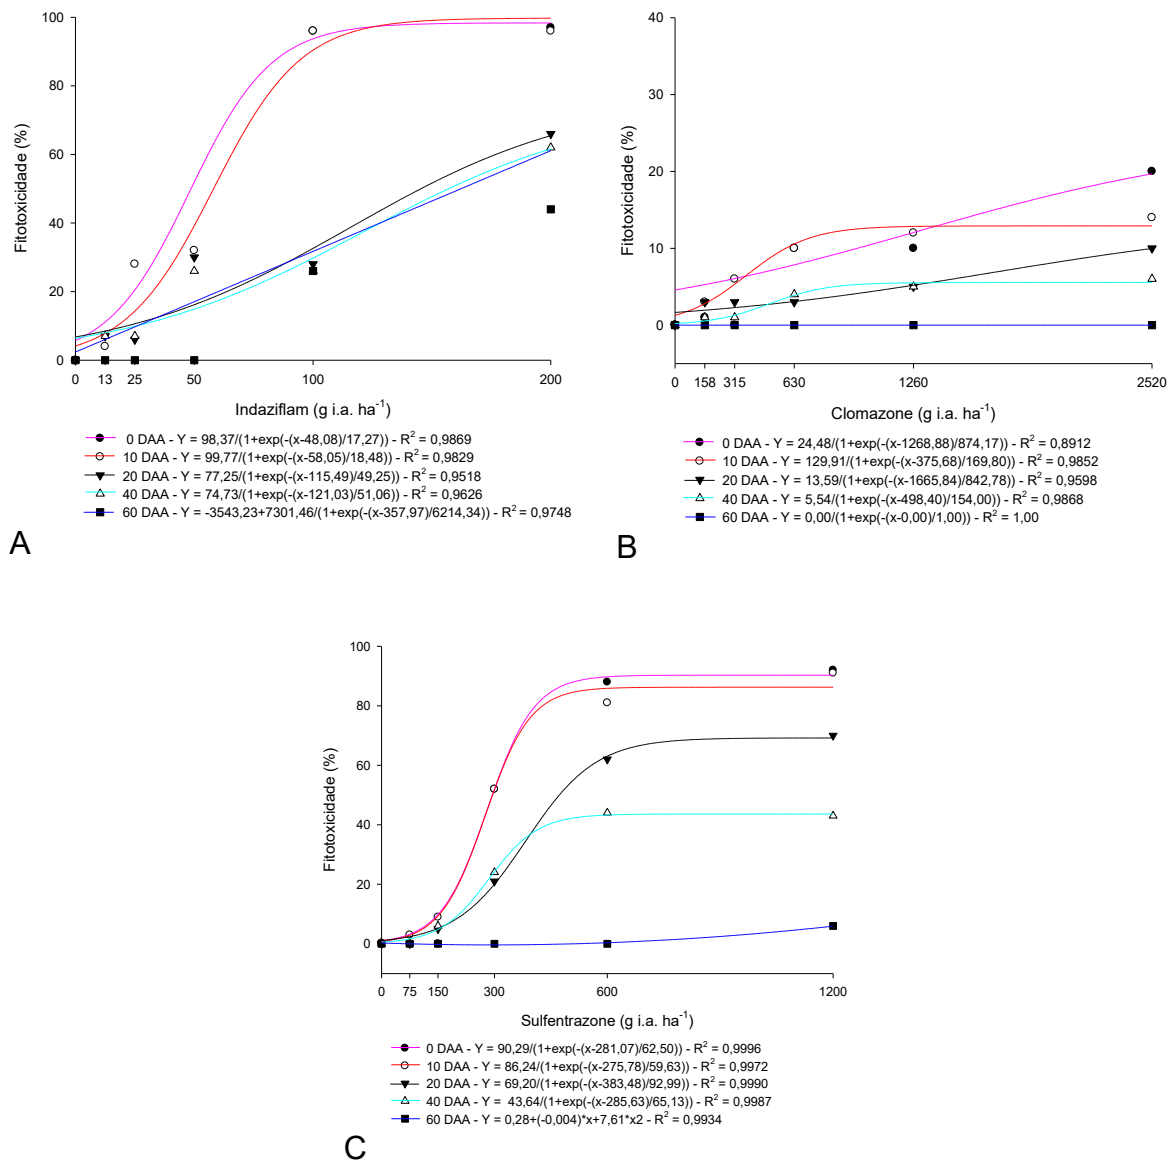 100
80
60
40
20
0
Fitotoxicidade (%)
0 13 25 50 100 200
Indaziflam (g i.a. ha⁻¹)
0 DAA - Y = 98,37/(1+exp(-(x-48,08)/17,27)) - R² = 0,9869
10 DAA - Y = 99,77/(1+exp(-(x-58,05)/18,48)) - R² = 0,9829
20 DAA - Y = 77,25/(1+exp(-(x-115,49)/49,25)) - R² = 0,9518
40 DAA - Y = 74,73/(1+exp(-(x-121,03)/51,06)) - R² = 0,9626
60 DAA - Y = -3543,23+7301,46/(1+exp(-(x-357,97)/6214,34)) - R² = 0,9748
A
40
30
20
10
0
Fitotoxicidade (%)
0 158 315 630 1260 2520
Clomazone (g i.a. ha⁻¹)
0 DAA - Y = 24,48/(1+exp(-(x-1268,88)/874,17)) - R² = 0,8912
10 DAA - Y = 129,91/(1+exp(-(x-375,68)/169,80)) - R² = 0,9852
20 DAA - Y = 13,59/(1+exp(-(x-1665,84)/842,78)) - R² = 0,9598
40 DAA - Y = 5,54/(1+exp(-(x-498,40)/154,00)) - R² = 0,9868
60 DAA - Y = 0,00/(1+exp(-(x-0,00)/1,00)) - R² = 1,00
B
100
80
60
40
20
0
Fitotoxicidade (%)
0 75 150 300 600 1200
Sulfentrazone (g i.a. ha⁻¹)
0 DAA - Y = 90,29/(1+exp(-(x-281,07)/62,50)) - R² = 0,9996
10 DAA - Y = 86,24/(1+exp(-(x-275,78)/59,63)) - R² = 0,9972
20 DAA - Y = 69,20/(1+exp(-(x-383,48)/92,99)) - R² = 0,9990
40 DAA - Y = 43,64/(1+exp(-(x-285,63)/65,13)) - R² = 0,9987
60 DAA - Y = 0,28+(-0,004)*x+7,61*x2 - R² = 0,9934
C